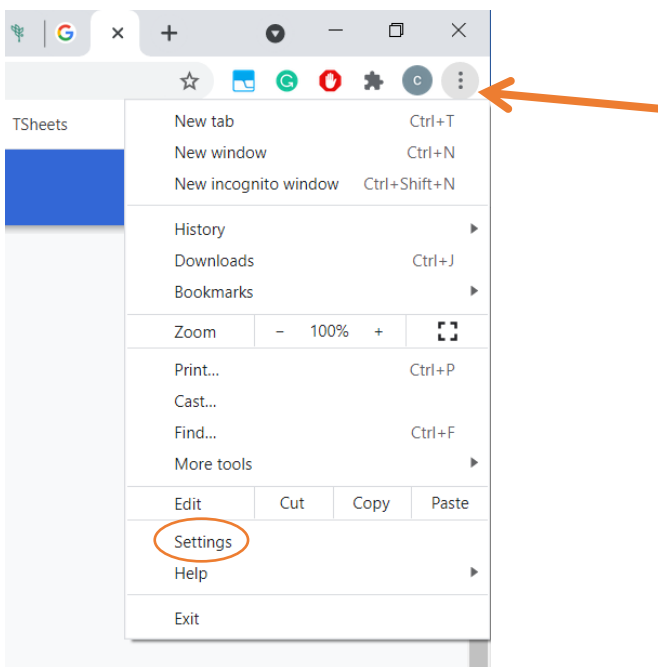 G
G C
TSheets
New tab Ctrl+T
New window Ctrl+N
New incognito window Ctrl+Shift+N
History
Downloads Ctrl+J
Bookmarks
Zoom - 100% +
Print... Ctrl+P
Cast...
Find... Ctrl+F
More tools
Edit Cut Copy Paste
Settings
Help
Exit